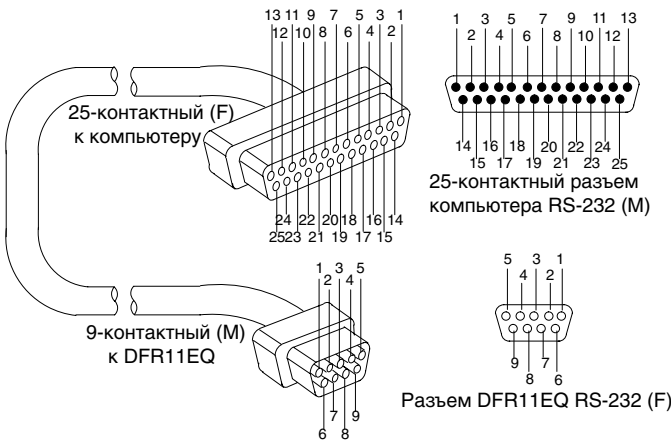 13 11 9 7 5 3 1
12 10 8 6 4 2
25-контактный (F)
к компьютеру
24 22 20 18 16 14
25 23 21 19 17 15
1 3 5 7 9 11 13
2 4 6 8 10 12
14 16 18 20 22 24
15 17 19 21 23 25
25-контактный разъем
компьютера RS-232 (M)
9-контактный (M)
к DFR11EQ
1 3 5
2 4
7 9
6 8
5 3 1
4 2
9 7
8 6
Разъем DFR11EQ RS-232 (F)